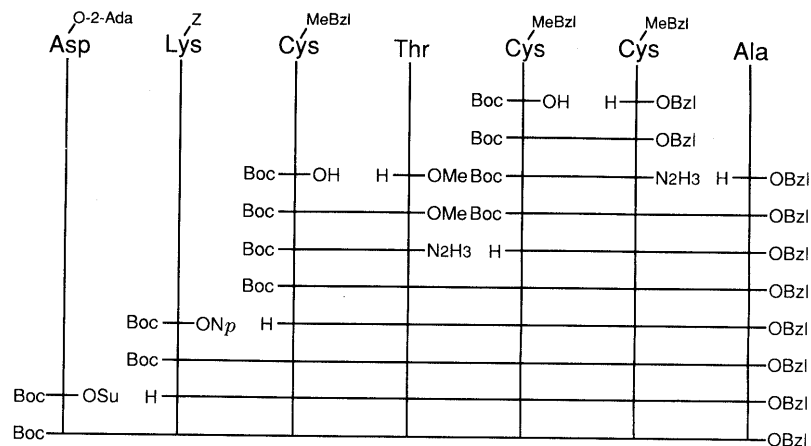 O-2-Ada Z MeBzl MeBzl MeBzl
Asp Lys Cys Thr Cys Cys Ala
Boc OH H OBzl
Boc OBzl
Boc OH H OMe Boc N2H3 H OBzl
Boc OMe Boc OBzl
Boc N2H3 H OBzl
Boc OBzl
Boc ONp H OBzl
Boc OBzl
Boc OSu H OBzl
Boc OBzl